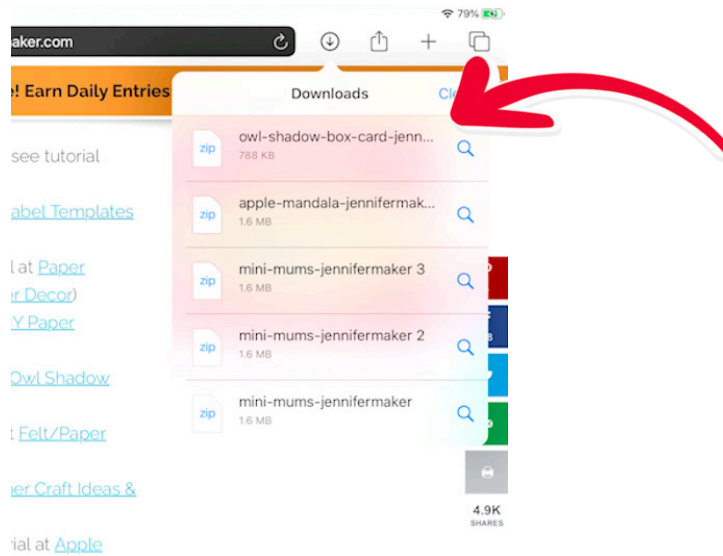 79%
aker.com
! Earn Daily Entries
Downloads
see tutorial
zip
owl-shadow-box-card-jenn...
788 KB
abel Templates
zip
apple-mandala-jennifermak...
1.6 MB
l at Paper
r Decor)
zip
mini-mums-jennifermaker 3
1.6 MB
Y Paper
zip
mini-mums-jennifermaker 2
1.6 MB
Owl Shadow
zip
mini-mums-jennifermaker
1.6 MB
t Felt/Paper
er Craft Ideas &
4.9K
SHARES
ial at Apple